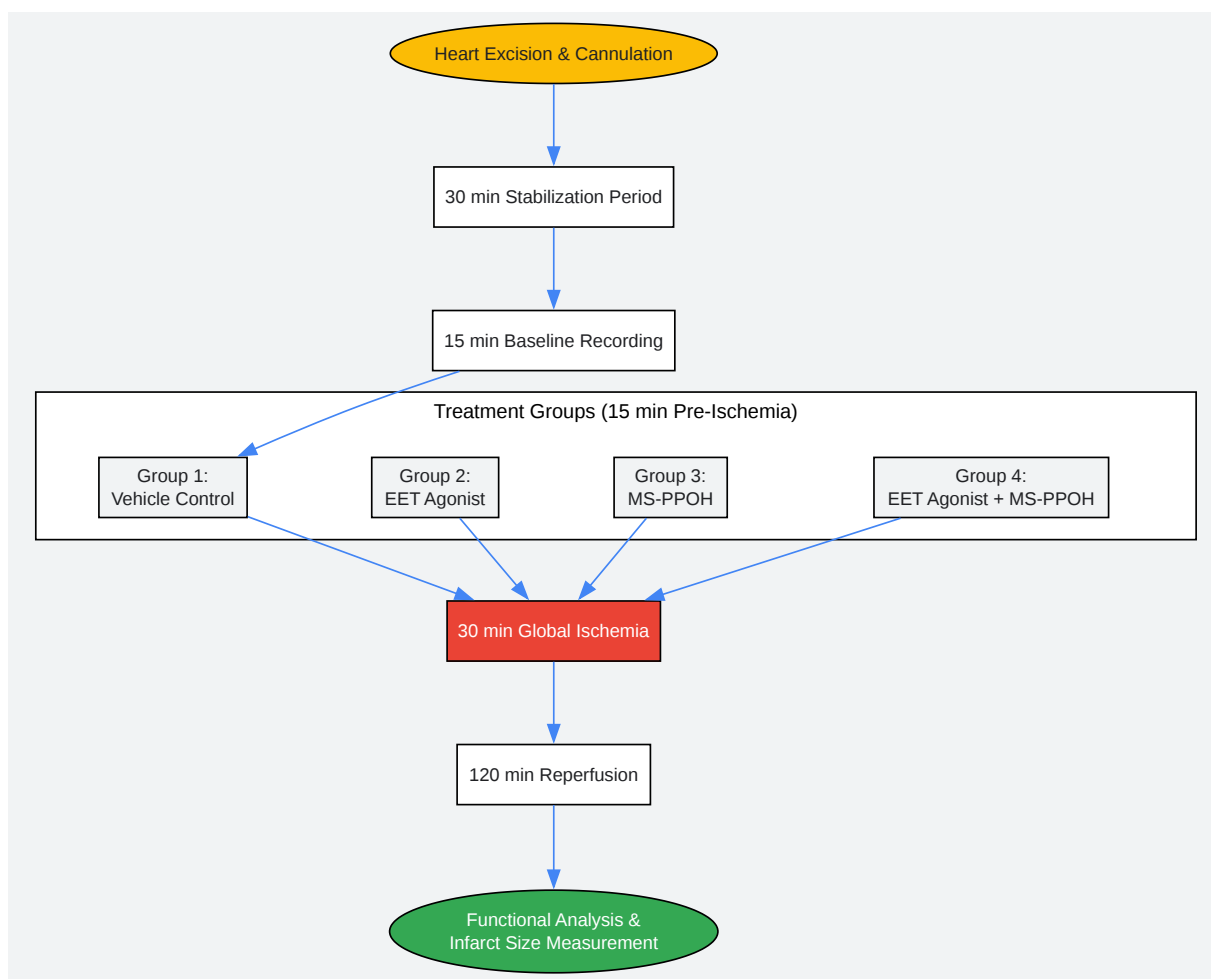 Heart Excision & Cannulation
30 min Stabilization Period
15 min Baseline Recording
Treatment Groups (15 min Pre-Ischemia)
Group 1:
Vehicle Control
Group 2:
EET Agonist
Group 3:
MS-PPOH
Group 4:
EET Agonist + MS-PPOH
30 min Global Ischemia
120 min Reperfusion
Functional Analysis &
Infarct Size Measurement